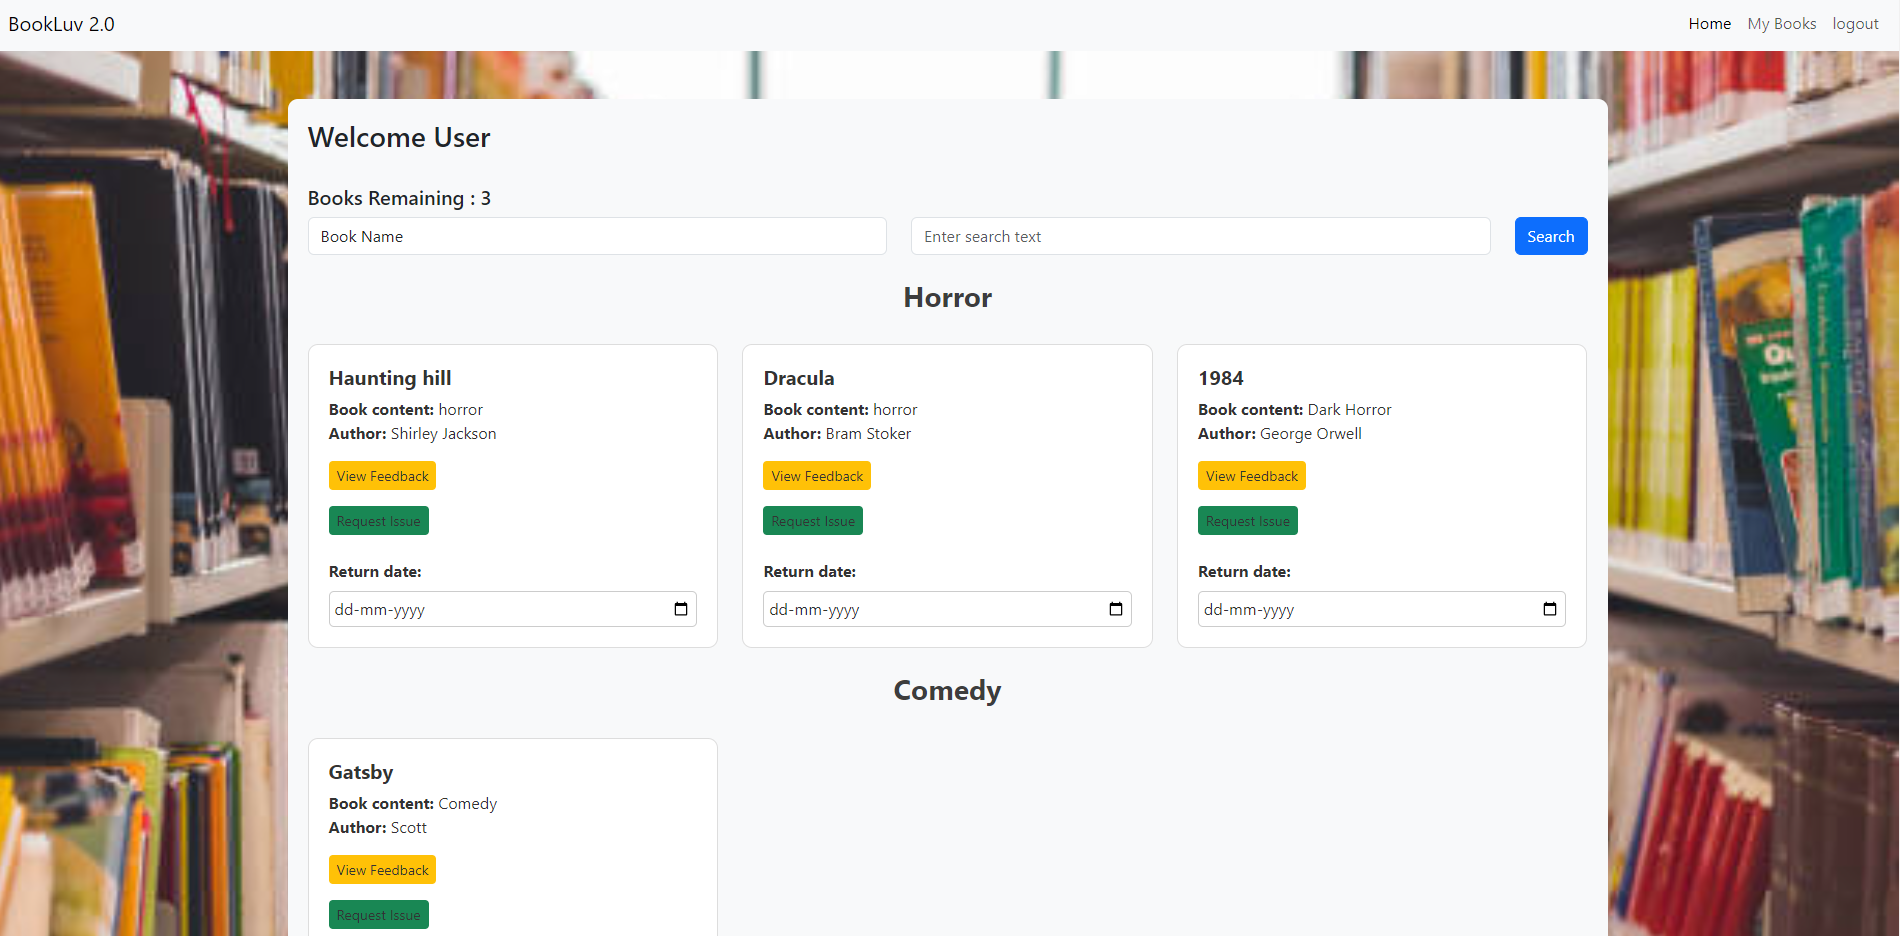 BookLuv 2.0
Home My Books logout
Welcome User
Books Remaining : 3
Book Name
Enter search text
Search
Horror
Haunting hill
Book content: horror
Author: Shirley Jackson
View Feedback
Request Issue
Return date:
dd-mm-yyyy
Dracula
Book content: horror
Author: Bram Stoker
View Feedback
Request Issue
Return date:
dd-mm-yyyy
1984
Book content: Dark Horror
Author: George Orwell
View Feedback
Request Issue
Return date:
dd-mm-yyyy
Comedy
Gatsby
Book content: Comedy
Author: Scott
View Feedback
Request Issue